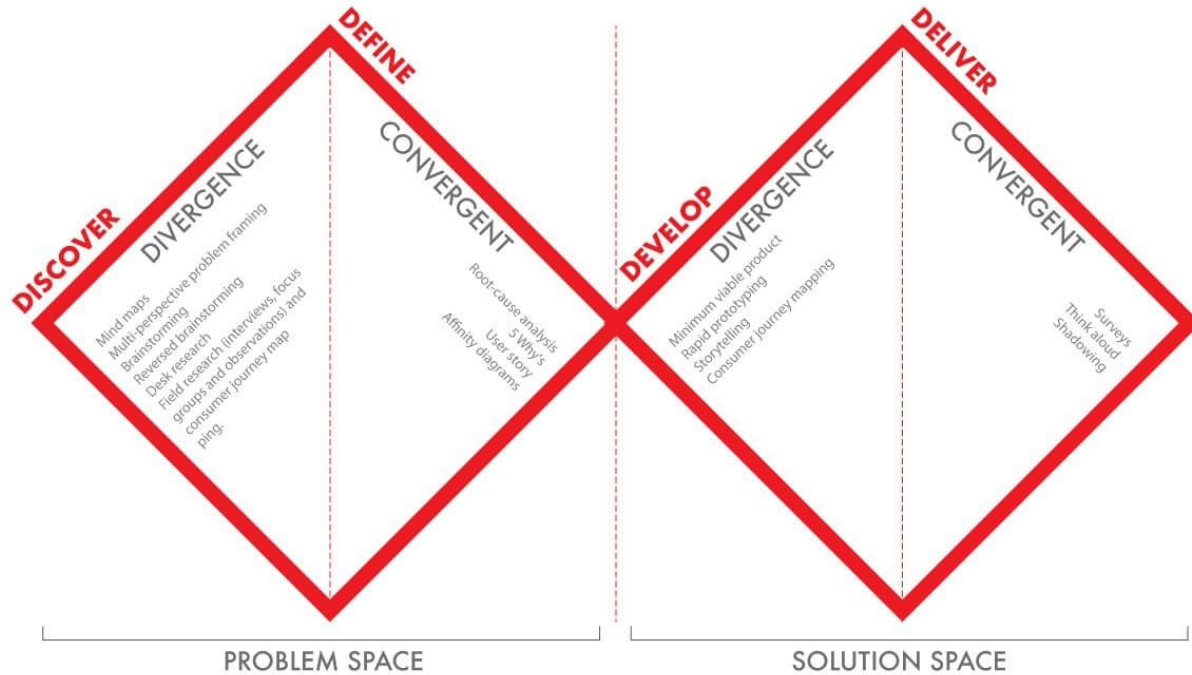 DISCOVER
DIVERGENCE
Mind maps
Multi-perspective problem framing
Brainstorming
Reversed brainstorming
Desk research
Field research (interviews, focus
groups and observations) and
consumer journey map
ping.
DEFINE
CONVERGENT
Root-cause analysis
5 Why's
User story
Affinity diagrams
DEVELOP
DIVERGENCE
Minimum viable product
Rapid prototyping
Storytelling
Consumer journey mapping
DELIVER
CONVERGENT
Surveys
Think aloud
Shadowing
PROBLEM SPACE
SOLUTION SPACE